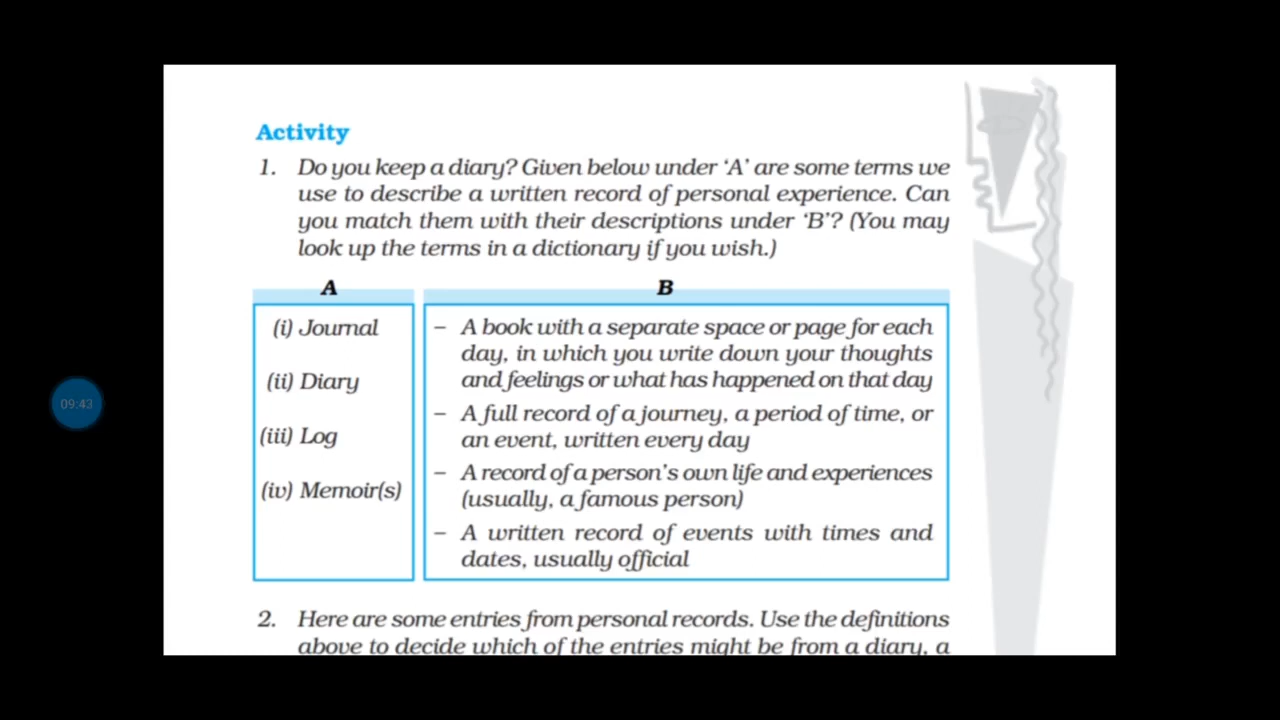 Activity
1. Do you keep a diary? Given below under ‘A’ are some terms we
use to describe a written record of personal experience. Can
you match them with their descriptions under ‘B’? (You may
look up the terms in a dictionary if you wish.)
A
B
(i) Journal
(ii) Diary
(iii) Log
(iv) Memoir(s)
– A book with a separate space or page for each
day, in which you write down your thoughts
and feelings or what has happened on that day
– A full record of a journey, a period of time, or
an event, written every day
– A record of a person’s own life and experiences
(usually, a famous person)
– A written record of events with times and
dates, usually official
2. Here are some entries from personal records. Use the definitions
above to decide which of the entries might be from a diary, a
09:43